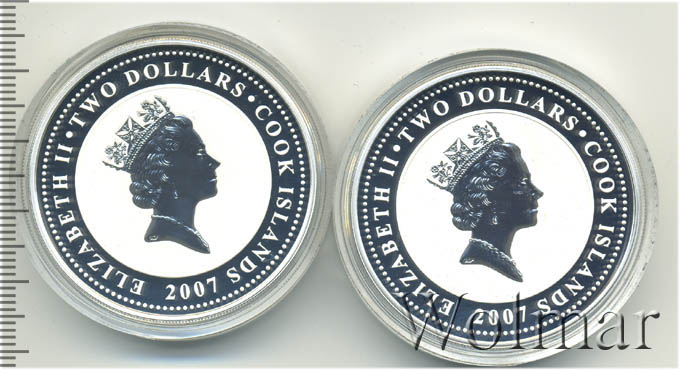 ELIZABETH II • TWO DOLLARS • COOK ISLANDS
2007
ELIZABETH II • TWO DOLLARS • COOK ISLANDS
2007
Wolmar